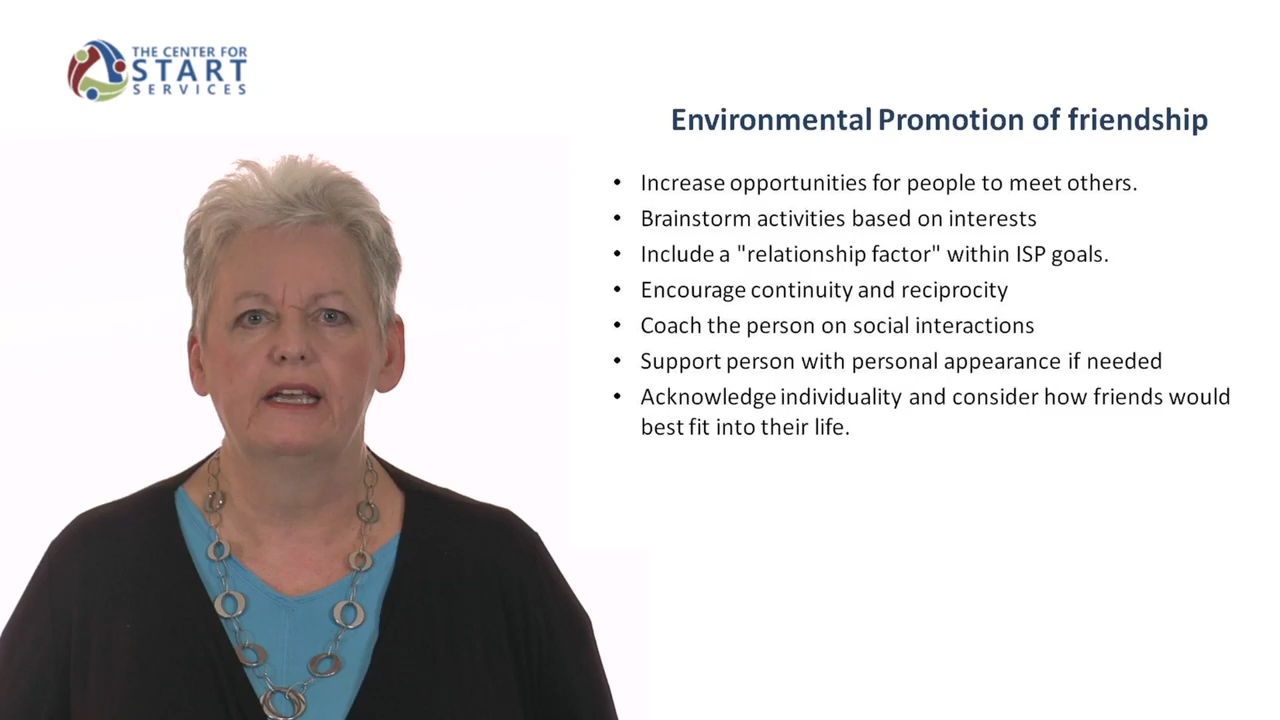 THE CENTER FOR
START
SERVICES
Environmental Promotion of friendship
• Increase opportunities for people to meet others.
• Brainstorm activities based on interests
• Include a "relationship factor" within ISP goals.
• Encourage continuity and reciprocity
• Coach the person on social interactions
• Support person with personal appearance if needed
• Acknowledge individuality and consider how friends would
best fit into their life.